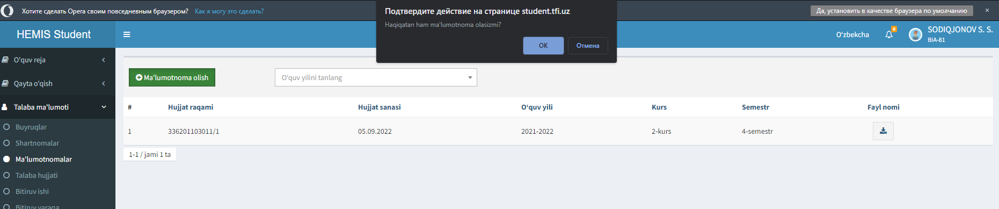 Хотите сделать Opera своим повседневным браузером? Как я могу это сделать?
Да, установить в качестве браузера по умолчанию
Подтвердите действие на странице student.tfi.uz
Haqiqatan ham ma'lumotnoma olasizmi?
OK Отмена
HEMIS Student
O'zbekcha 0 SODIQJONOV S. S.
BIA-81
O'quv reja
Qayta o'qish
Talaba ma'lumoti
Buyruqlar
Shartnomalar
Ma'lumotnomalar
Talaba hujjati
Bitiruv ishi
Bitiruv varaqa
Ma'lumotnoma olish O'quv yilini tanlang
# Hujjat raqami Hujjat sanasi O'quv yili Kurs Semestr Fayl nomi
1 336201103011/1 05.09.2022 2021-2022 2-kurs 4-semestr
1-1 / jami 1 ta